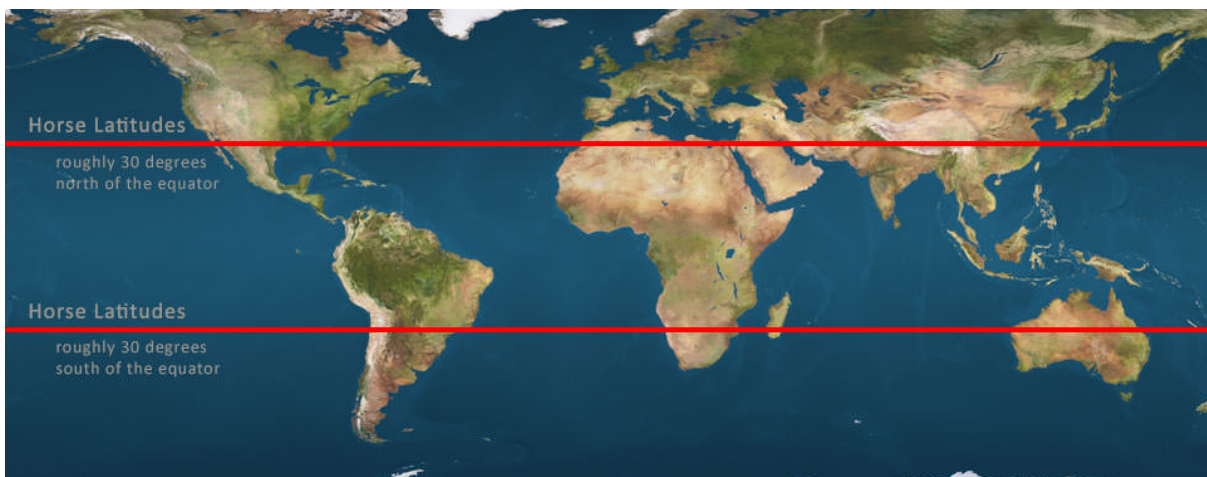 Horse Latitudes
roughly 30 degrees
north of the equator
Horse Latitudes
roughly 30 degrees
south of the equator